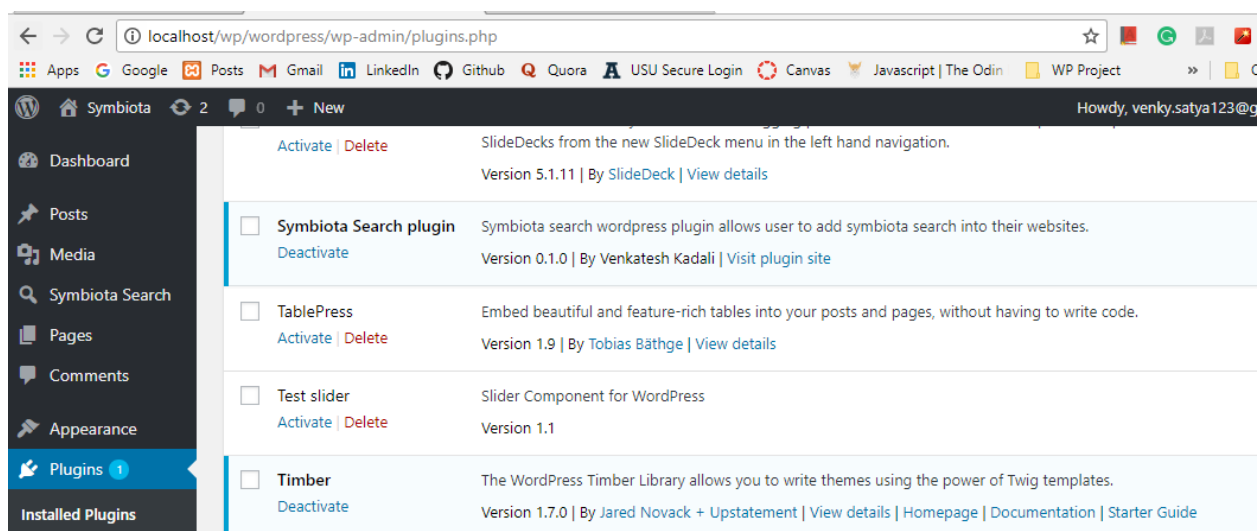 localhost/wp/wordpress/wp-admin/plugins.php
Apps Google Posts Gmail LinkedIn Github Quora USU Secure Login Canvas Javascript | The Odin WP Project »
Symbiota 2 0 New Howdy, venky.satya123@g
Dashboard
Posts
Media
Symbiota Search
Pages
Comments
Appearance
Plugins 1
Installed Plugins
Activate | Delete
SlideDecks from the new SlideDeck menu in the left hand navigation.
Version 5.1.11 | By SlideDeck | View details
Symbiota Search plugin
Deactivate
Symbiota search wordpress plugin allows user to add symbiota search into their websites.
Version 0.1.0 | By Venkatesh Kadali | Visit plugin site
TablePress
Activate | Delete
Embed beautiful and feature-rich tables into your posts and pages, without having to write code.
Version 1.9 | By Tobias Bäthge | View details
Test slider
Activate | Delete
Slider Component for WordPress
Version 1.1
Timber
Deactivate
The WordPress Timber Library allows you to write themes using the power of Twig templates.
Version 1.7.0 | By Jared Novack + Upstatement | View details | Homepage | Documentation | Starter Guide